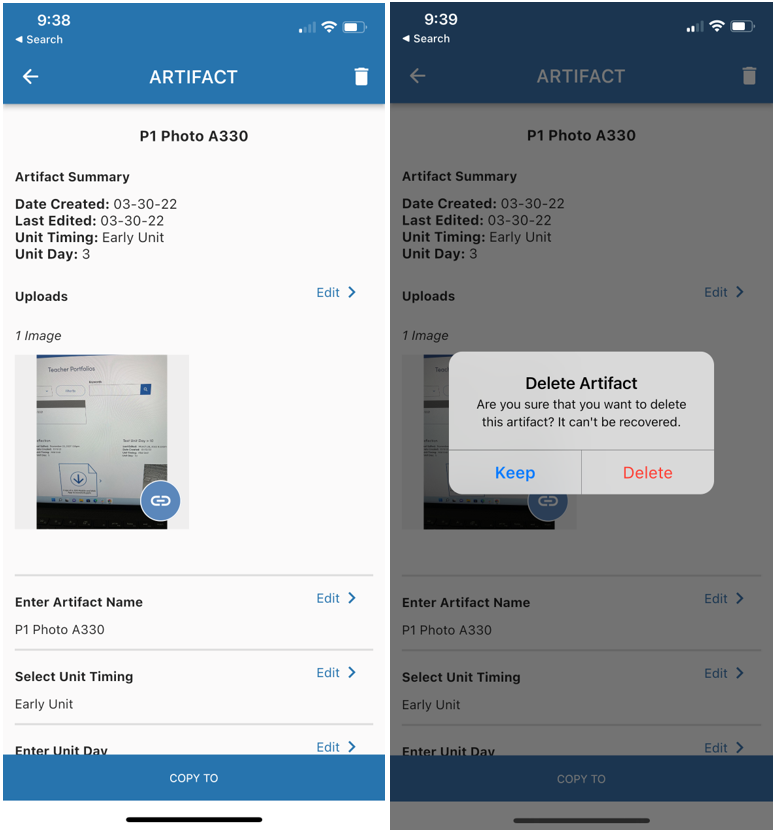 9:38
◄ Search
ARTIFACT
P1 Photo A330
Artifact Summary
Date Created: 03-30-22
Last Edited: 03-30-22
Unit Timing: Early Unit
Unit Day: 3
Uploads
Edit
1 Image
Teacher Portfolios
Enter Artifact Name
Edit
P1 Photo A330
Select Unit Timing
Edit
Early Unit
Enter Unit Day
Edit
COPY TO
9:39
◄ Search
ARTIFACT
P1 Photo A330
Artifact Summary
Date Created: 03-30-22
Last Edited: 03-30-22
Unit Timing: Early Unit
Unit Day: 3
Uploads
Edit
1 Image
Delete Artifact
Are you sure that you want to delete
this artifact? It can't be recovered.
Keep
Delete
Enter Artifact Name
Edit
P1 Photo A330
Select Unit Timing
Edit
Early Unit
Enter Unit Day
Edit
COPY TO